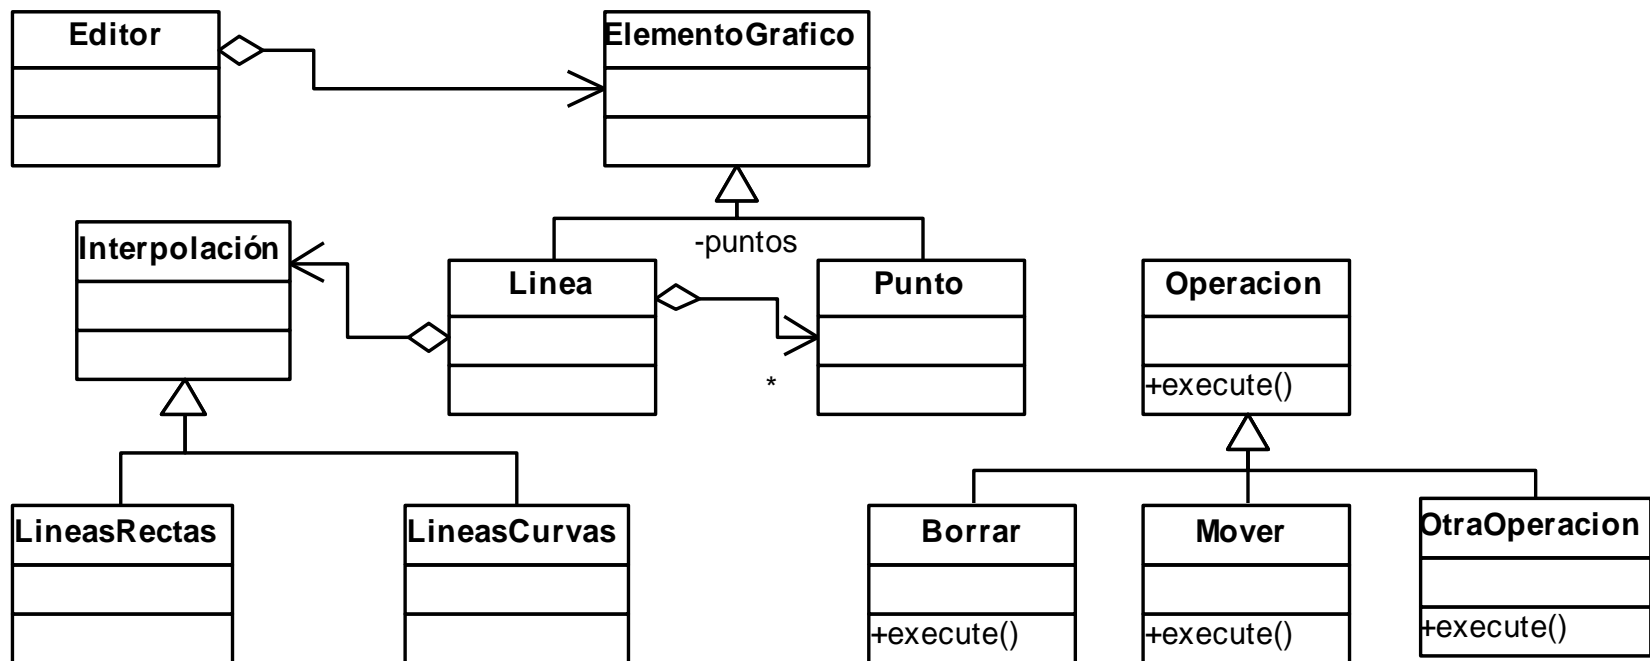 Editor
ElementoGrafico
Interpolación
-puntos
Linea
Punto
*
Operacion
+execute()
LineasRectas
LineasCurvas
Borrar
+execute()
Mover
+execute()
OtraOperacion
+execute()